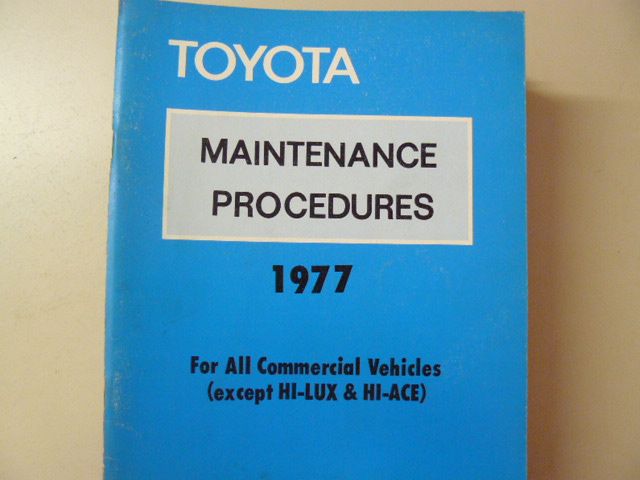 TOYOTA
MAINTENANCE
PROCEDURES
1977
For All Commercial Vehicles
(except HI-LUX & HI-ACE)